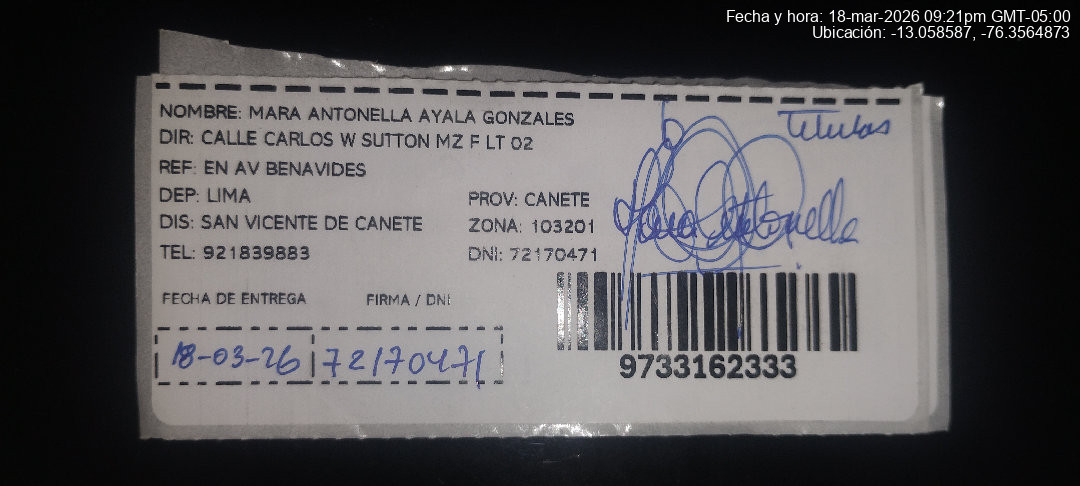 Fecha y hora: 18-mar-2026 09:21pm GMT-05:00
Ubicación: -13.058587, -76.3564873
NOMBRE: MARA ANTONELLA AYALA GONZALES
Titular
DIR: CALLE CARLOS W SUTTON MZ F LT 02
REF: EN AV BENAVIDES
DEP: LIMA
PROV: CANETE
DIS: SAN VICENTE DE CANETE
ZONA: 103201
TEL: 921839883
DNI: 72170471
FECHA DE ENTREGA
FIRMA / DNI
18-03-26
72170471
9733162333